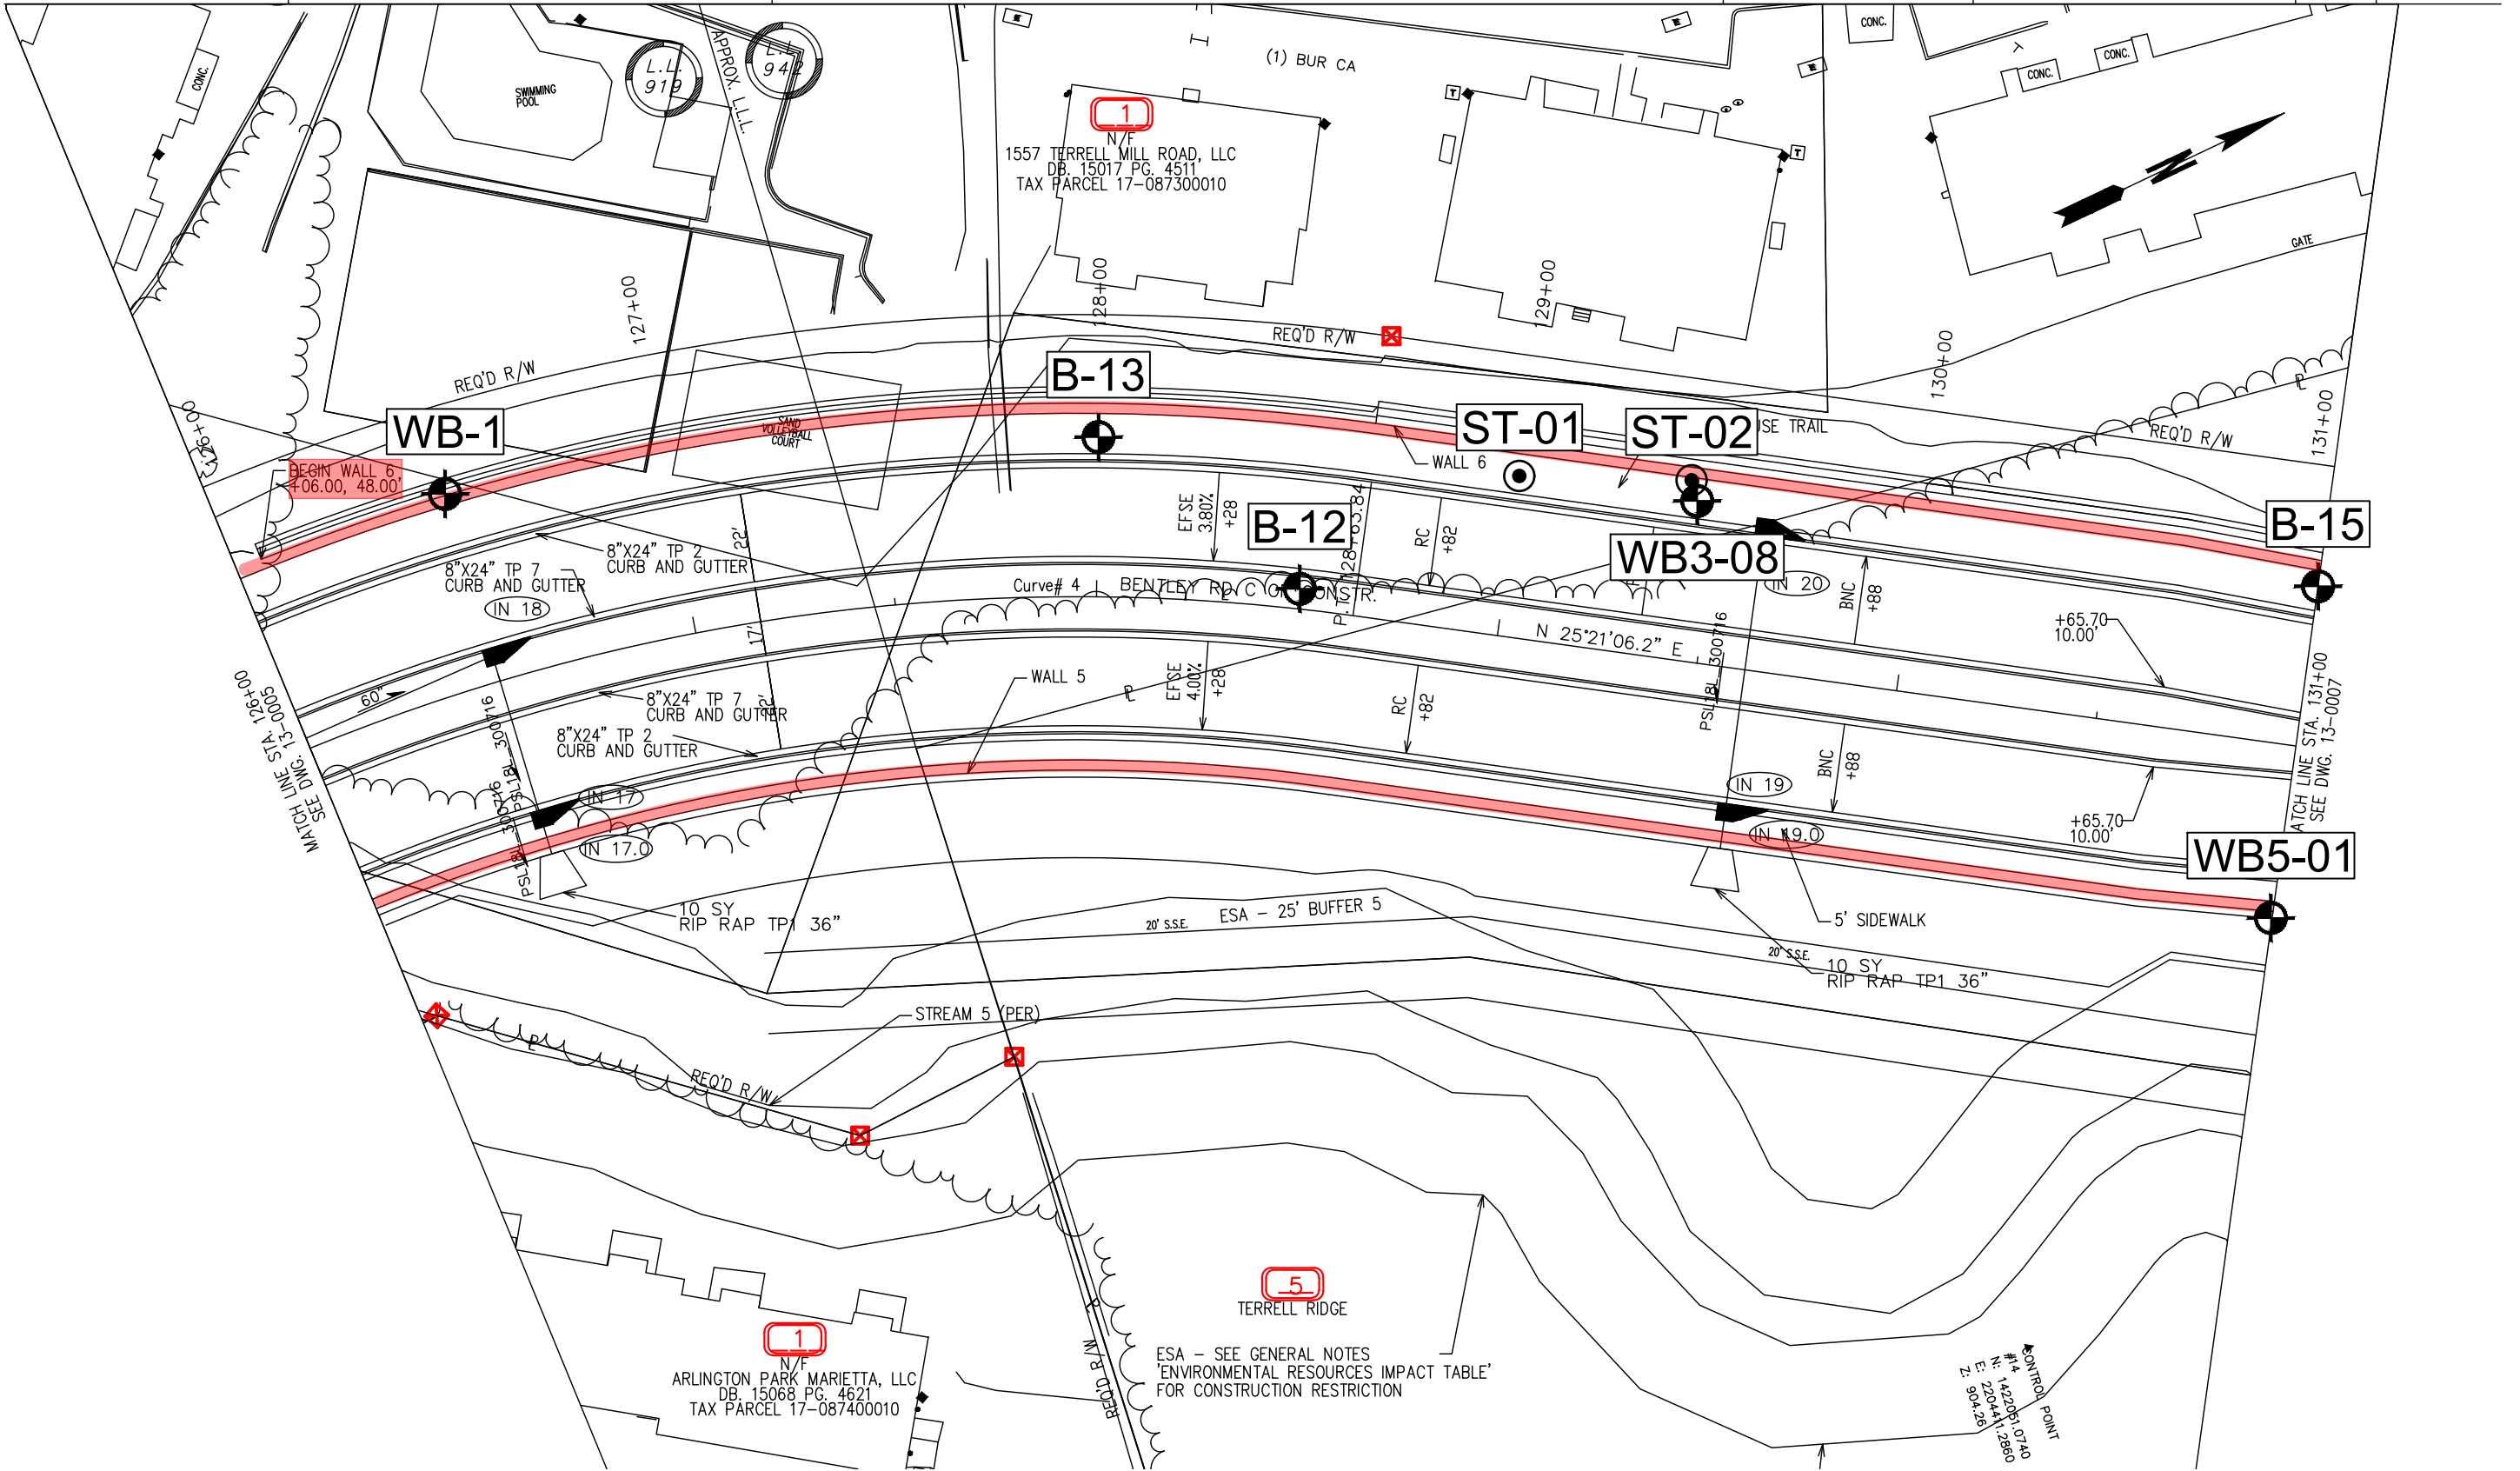 CONC.
SWIMMING
POOL
L.L.
919
APPROX. L.L.L.
L.L.
942
(1) BUR CA
CONC.
CONC.
CONC.
1
N/F
1557 TERRELL MILL ROAD, LLC
DB. 15017 PG. 4511
TAX PARCEL 17-087300010
T
T
N
GATE
126+00
127+00
128+00
129+00
130+00
131+00
REQ'D R/W
REQ'D R/W
REQ'D R/W
WB-1
B-13
ST-01
ST-02
USE TRAIL
B-15
B-12
WB3-08
WB5-01
BEGIN WALL 6
+06.00, 48.00'
SAND
VOLLEYBALL
COURT
WALL 6
8"X24" TP 2
CURB AND GUTTER
8"X24" TP 7
CURB AND GUTTER
IN 18
22'
17'
22'
EFSE
3.80%
+28
RC
+82
BNC
+88
IN 20
Curve# 4
BENTLEY RD C OF CONSTR.
N 25°21'06.2" E
+65.70
10.00'
60"
8"X24" TP 7
CURB AND GUTTER
8"X24" TP 2
CURB AND GUTTER
WALL 5
EFSE
4.00%
+28
RC
+82
BNC
+88
PSL18L_300716
PSL18L_300716
PSL18L_300716
IN 17
IN 17.0
IN 19
IN 19.0
+65.70
10.00'
MATCH LINE STA. 126+00
SEE DWG. 13-0005
ATCH LINE STA. 131+00
SEE DWG. 13-0007
10 SY
RIP RAP TP1 36"
20' S.S.E.
ESA - 25' BUFFER 5
5' SIDEWALK
20' S.S.E.
10 SY
RIP RAP TP1 36"
STREAM 5 (PER)
REQ'D R/W
REQ'D R/W
1
N/F
ARLINGTON PARK MARIETTA, LLC
DB. 15068 PG. 4621
TAX PARCEL 17-087400010
5
TERRELL RIDGE
ESA - SEE GENERAL NOTES
'ENVIRONMENTAL RESOURCES IMPACT TABLE'
FOR CONSTRUCTION RESTRICTION
CONTROL POINT
#14
N: 1422051.0740
E: 2204471.2860
Z: 904.26